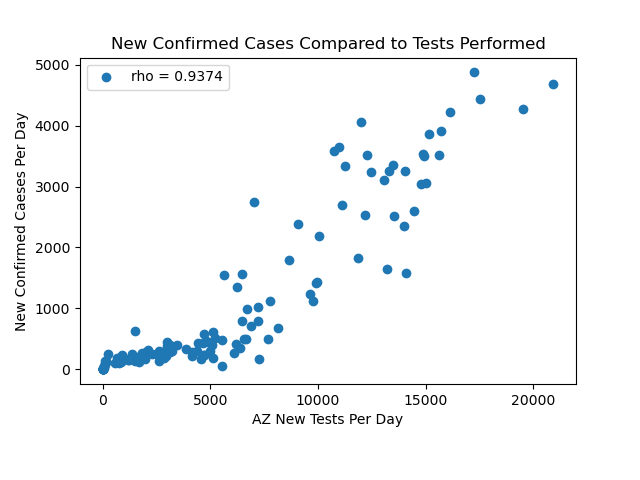 New Confirmed Cases Compared to Tests Performed
rho = 0.9374
New Confirmed Caeses Per Day
5000
4000
3000
2000
1000
0
0 5000 10000 15000 20000
AZ New Tests Per Day